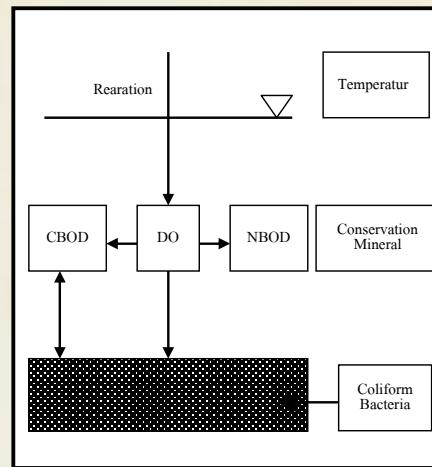 Rearation
Temperatur
CBOD
DO
NBOD
Conservation
Mineral
Coliform
Bacteria